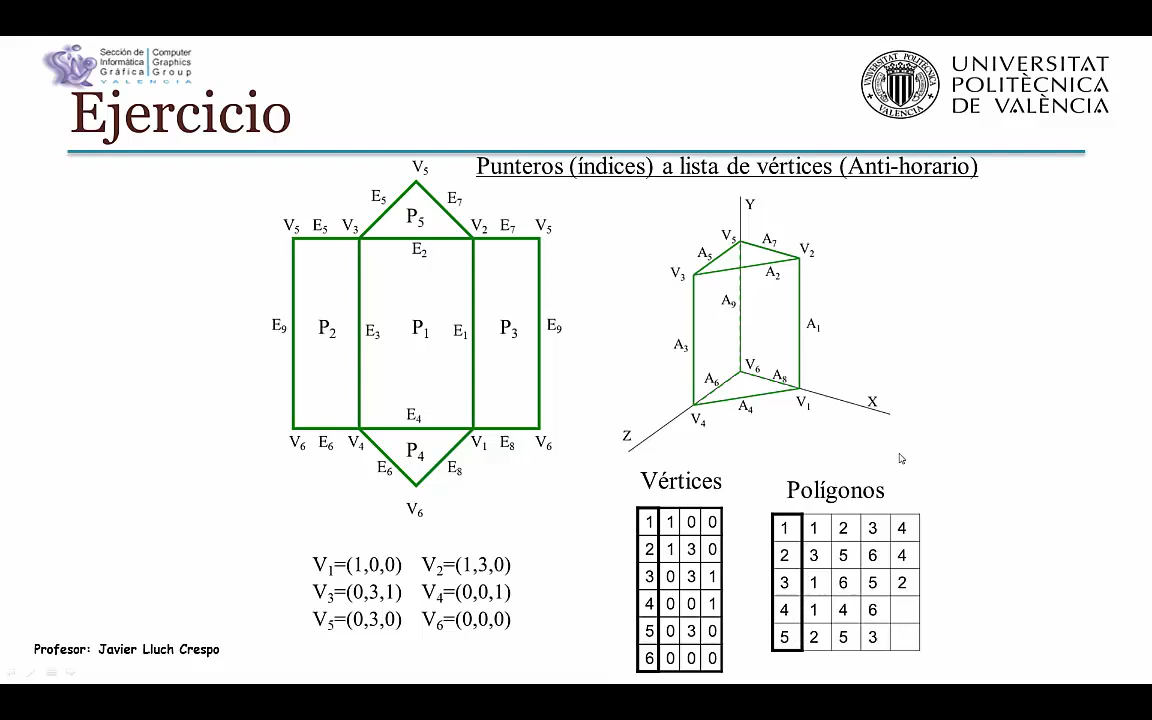 Sección de Informática Gráfica
VALENCIA
Computer Graphics Group
UNIVERSITAT POLITÈCNICA VALENCIA
UNIVERSITAT
POLITÈCNICA
DE VALÈNCIA
Ejercicio
Punteros (índices) a lista de vértices (Anti-horario)
V5
E5 E7
P5
V5 E5 V3 V2 E7 V5
E2
E9 P2 E3 P1 E1 P3 E9
E4
V6 E6 V4 V1 E8 V6
P4
E6 E8
V6
Y
V5 A7 V2
A5
V3 A2
A9
A1
A3
V6
A6 A8
X
A4 V1
V4
Z
V1=(1,0,0) V2=(1,3,0)
V3=(0,3,1) V4=(0,0,1)
V5=(0,3,0) V6=(0,0,0)
Vértices
1 1 0 0
2 1 3 0
3 0 3 1
4 0 0 1
5 0 3 0
6 0 0 0
Polígonos
1 1 2 3 4
2 3 5 6 4
3 1 6 5 2
4 1 4 6
5 2 5 3
Profesor: Javier Lluch Crespo